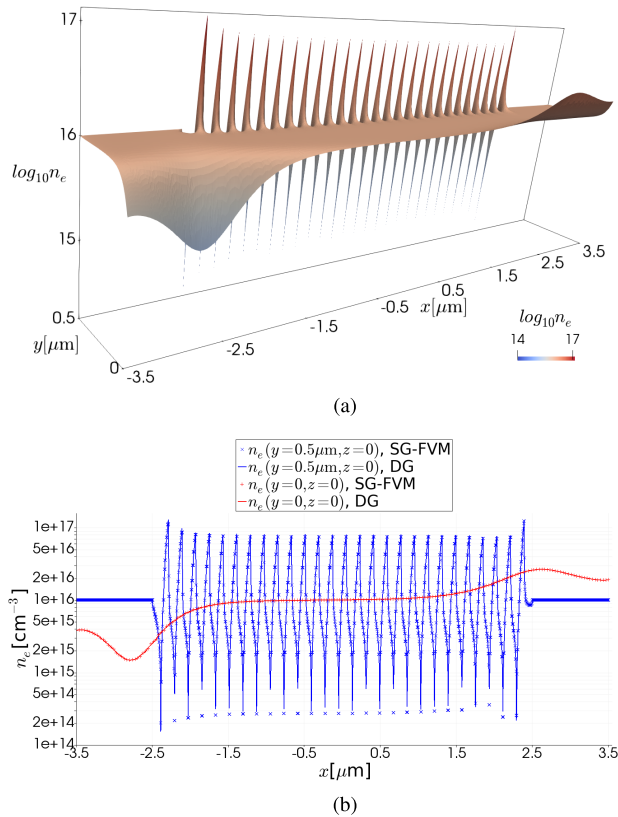 17
16
log₁₀nₑ
15
0.5
y[μm]
0
-3.5
-2.5
-1.5
-0.5
x[μm]
0.5
1.5
2.5
3.5
log₁₀nₑ
14 17
(a)
× nₑ(y=0.5μm,z=0), SG-FVM
— nₑ(y=0.5μm,z=0), DG
+ nₑ(y=0,z=0), SG-FVM
— nₑ(y=0,z=0), DG
1e+17
5e+16
2e+16
1e+16
5e+15
2e+15
1e+15
5e+14
2e+14
1e+14
nₑ[cm⁻³]
-3.5 -2.5 -1.5 -0.5 0.5 1.5 2.5 3.5
x[μm]
(b)